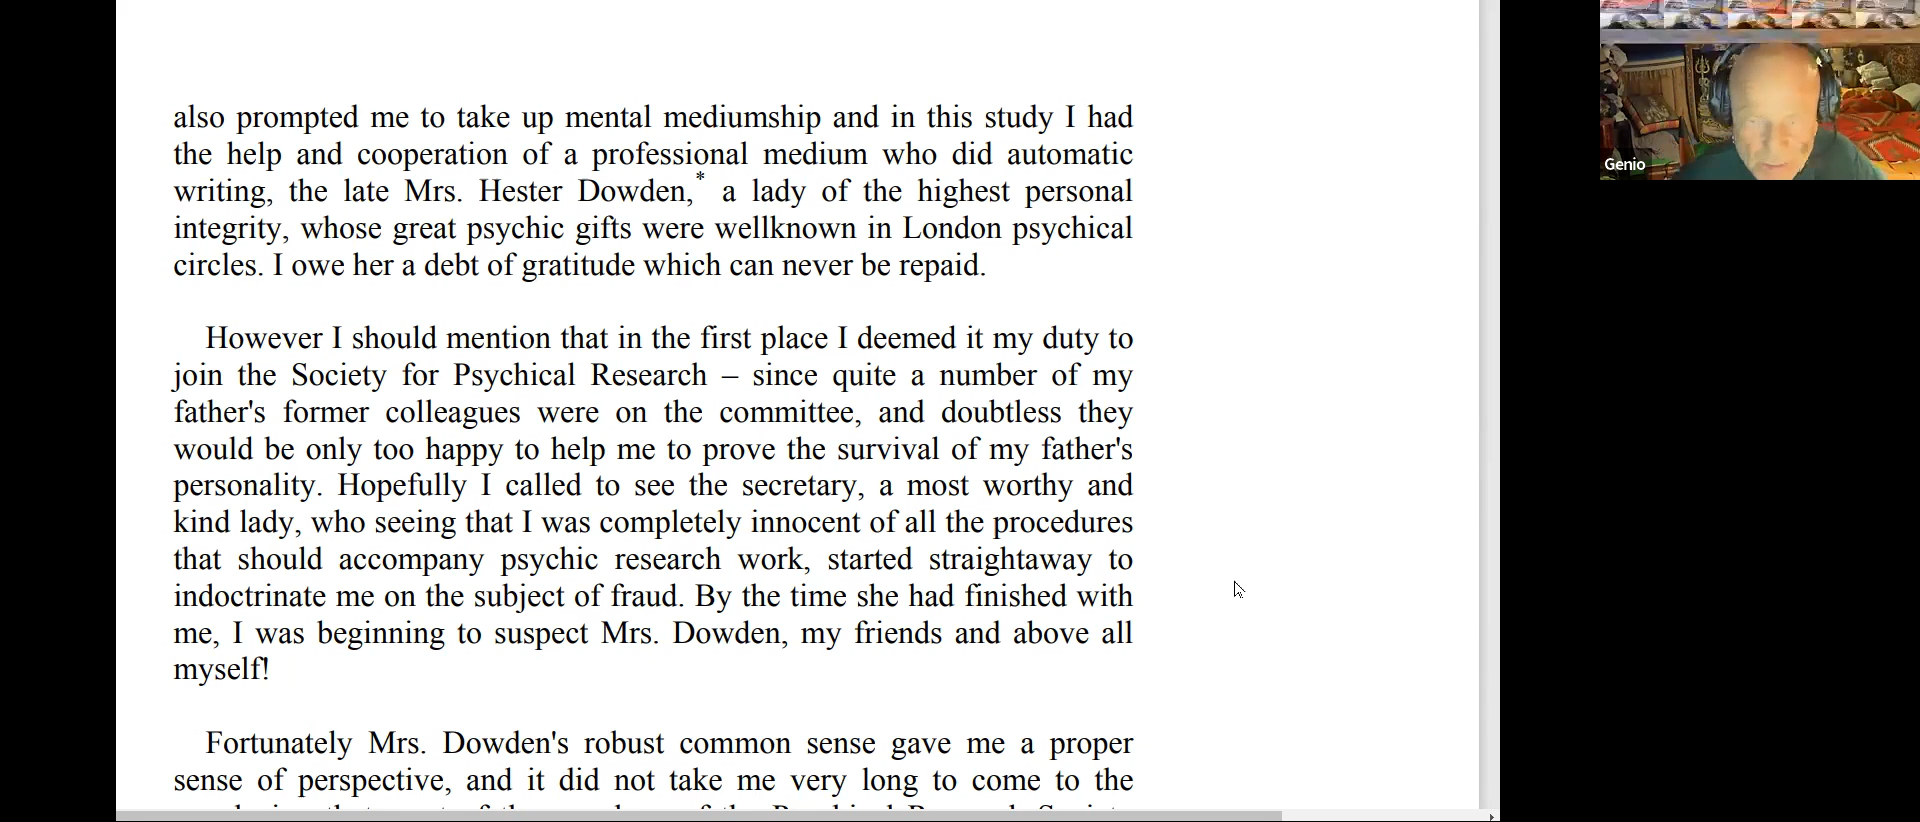 also prompted me to take up mental mediumship and in this study I had
the help and cooperation of a professional medium who did automatic
writing, the late Mrs. Hester Dowden,* a lady of the highest personal
integrity, whose great psychic gifts were wellknown in London psychical
circles. I owe her a debt of gratitude which can never be repaid.
However I should mention that in the first place I deemed it my duty to
join the Society for Psychical Research – since quite a number of my
father's former colleagues were on the committee, and doubtless they
would be only too happy to help me to prove the survival of my father's
personality. Hopefully I called to see the secretary, a most worthy and
kind lady, who seeing that I was completely innocent of all the procedures
that should accompany psychic research work, started straightaway to
indoctrinate me on the subject of fraud. By the time she had finished with
me, I was beginning to suspect Mrs. Dowden, my friends and above all
myself!
Fortunately Mrs. Dowden's robust common sense gave me a proper
sense of perspective, and it did not take me very long to come to the
Genio